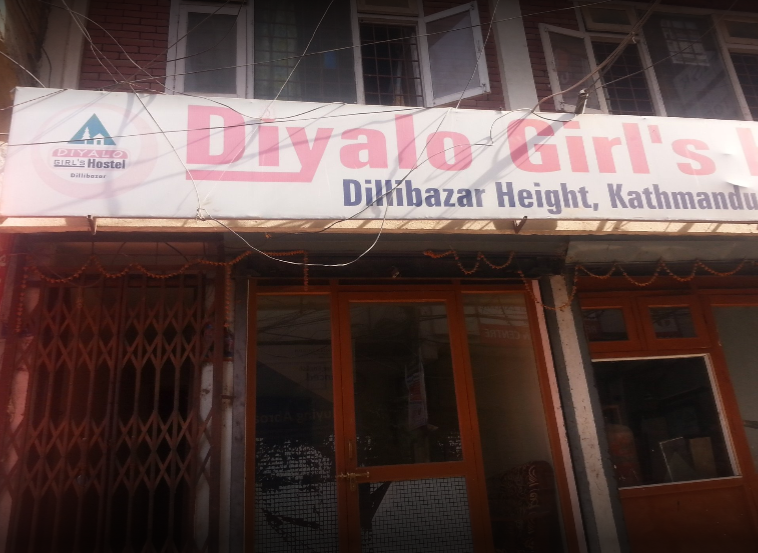 DIYALO
GIRL'S Hostel
Dillibazar
Diyalo Girl's
Dillibazar Height, Kathmandu